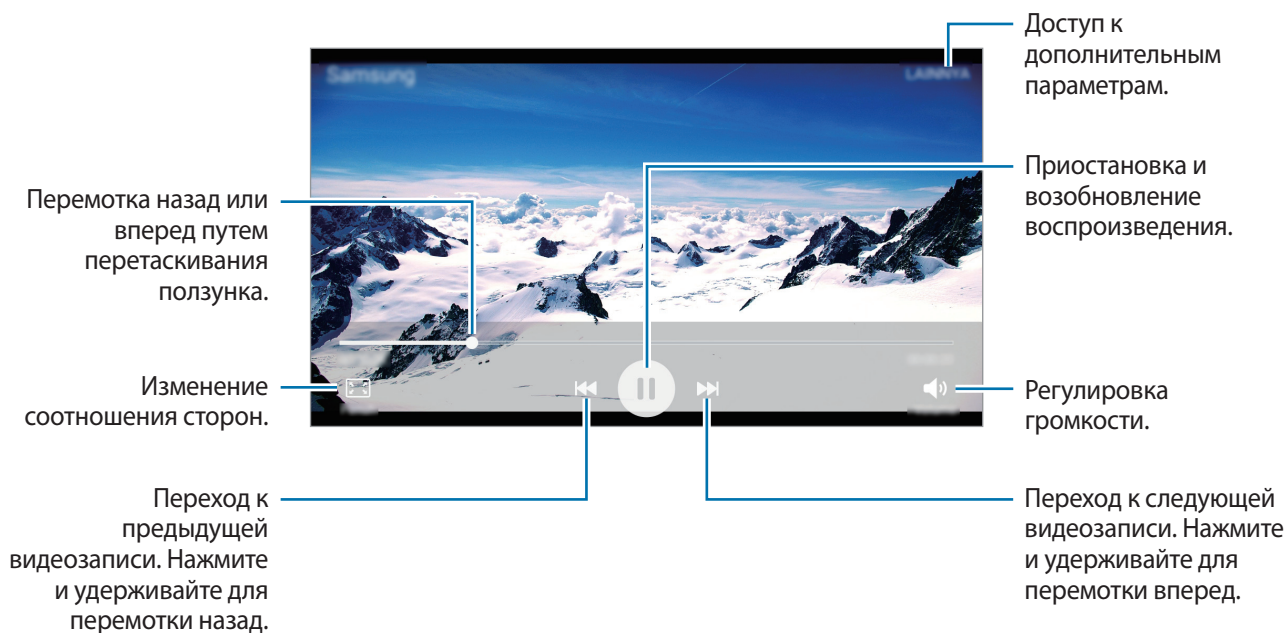 Доступ к
дополнительным
параметрам.
Samsung
LAINNYA
Приостановка и
возобновление
воспроизведения.
Перемотка назад или
вперед путем
перетаскивания
ползунка.
Изменение
соотношения сторон.
Регулировка
громкости.
Переход к
предыдущей
видеозаписи. Нажмите
и удерживайте для
перемотки назад.
Переход к следующей
видеозаписи. Нажмите
и удерживайте для
перемотки вперед.